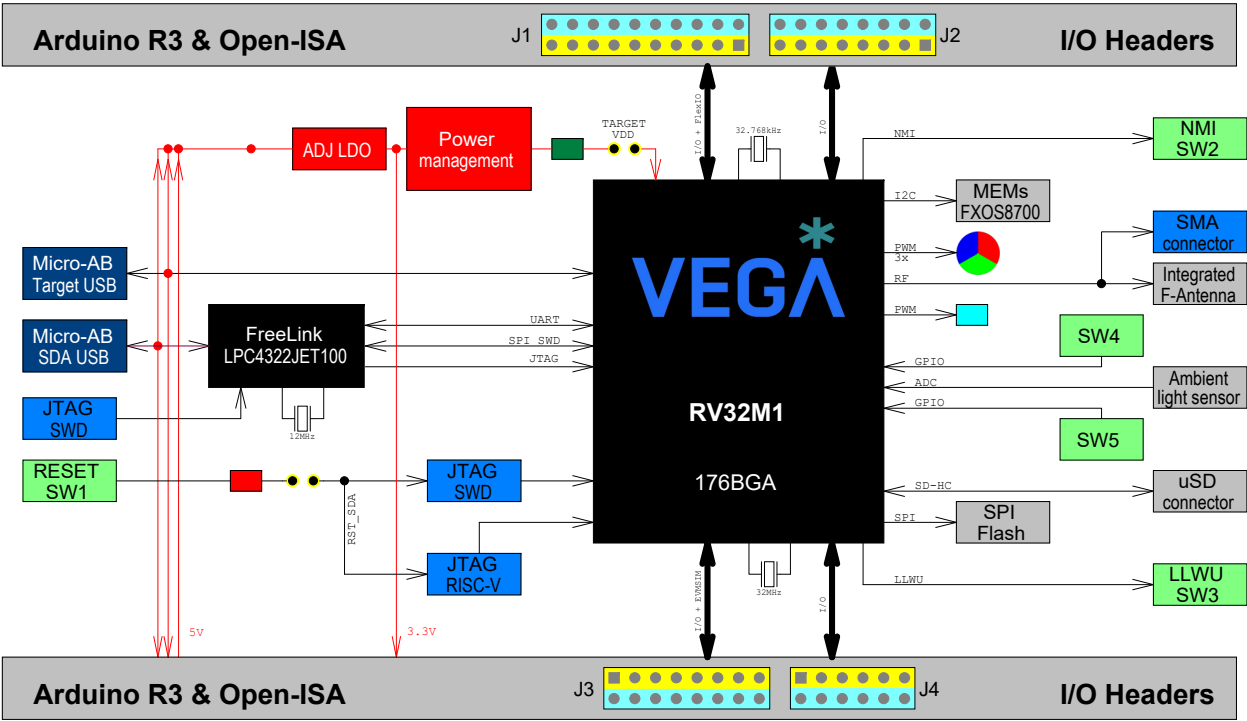 Arduino R3 & Open-ISA
J1
J2
I/O Headers
I/O + FlexIO
I/O
32.768kHz
TARGET
VDD
ADJ LDO
Power
management
NMI
NMI
SW2
I2C
MEMs
FXOS8700
VEGA
PWM
3x
RF
SMA
connector
Integrated
F-Antenna
PWM
Micro-AB
Target USB
Micro-AB
SDA USB
FreeLink
LPC4322JET100
UART
SPI SWD
JTAG
12MHz
JTAG
SWD
SW4
GPIO
ADC
GPIO
Ambient
light sensor
SW5
RV32M1
176BGA
RESET
SW1
RST_SDA
JTAG
SWD
JTAG
RISC-V
SD-HC
uSD
connector
SPI
SPI
Flash
LLWU
LLWU
SW3
32MHz
I/O + EVMSIM
I/O
5V
3.3V
Arduino R3 & Open-ISA
J3
J4
I/O Headers